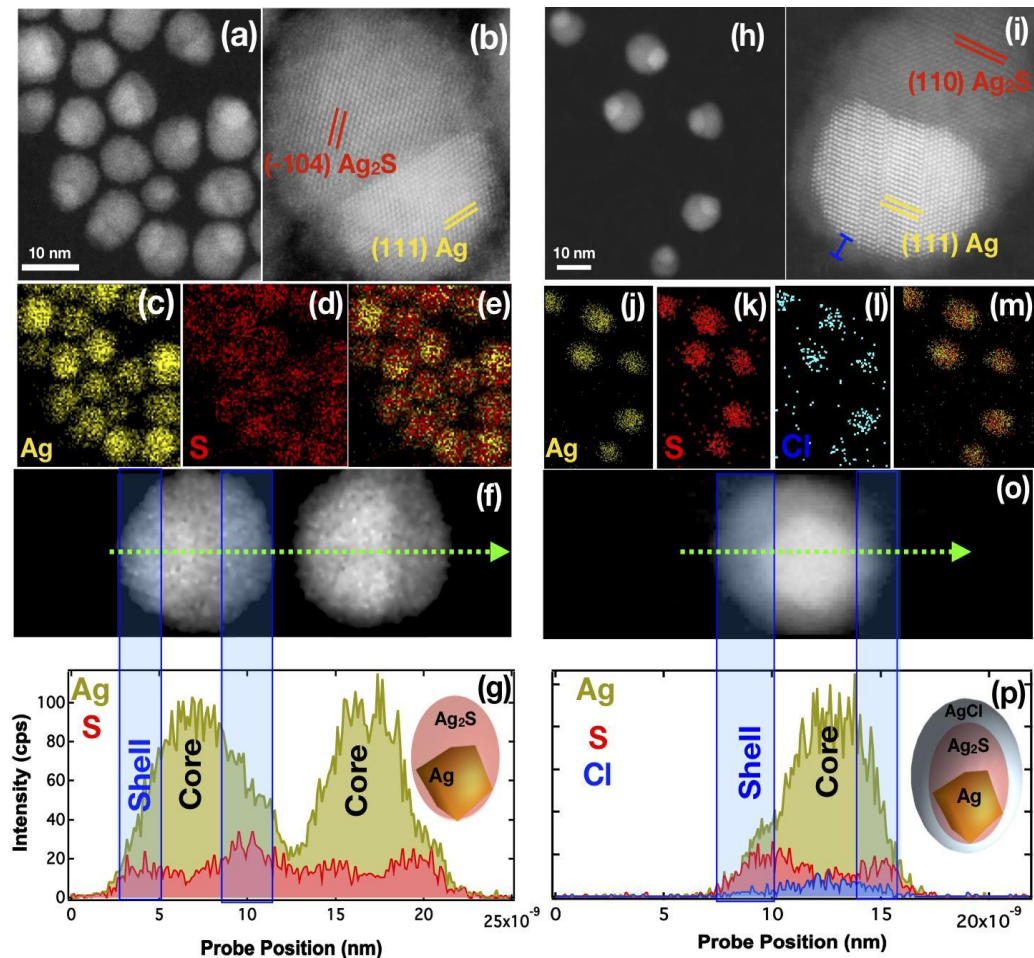 (a)
10 nm
(b)
(-104) Ag₂S
(111) Ag
(h)
(i)
(110) Ag₂S
(111) Ag
(c)
Ag
(d)
S
(e)
(j)
Ag
(k)
S
(l)
Cl
(m)
(f)
(o)
(g)
Ag
S
Shell
Core
Core
Ag₂S
Ag
Intensity (cps)
100
80
60
40
20
0
0
5
10
15
20
25x10⁻⁹
Probe Position (nm)
(p)
Ag
S
Cl
Shell
Core
AgCl
Ag₂S
Ag
0
5
10
15
20x10⁻⁹
Probe Position (nm)